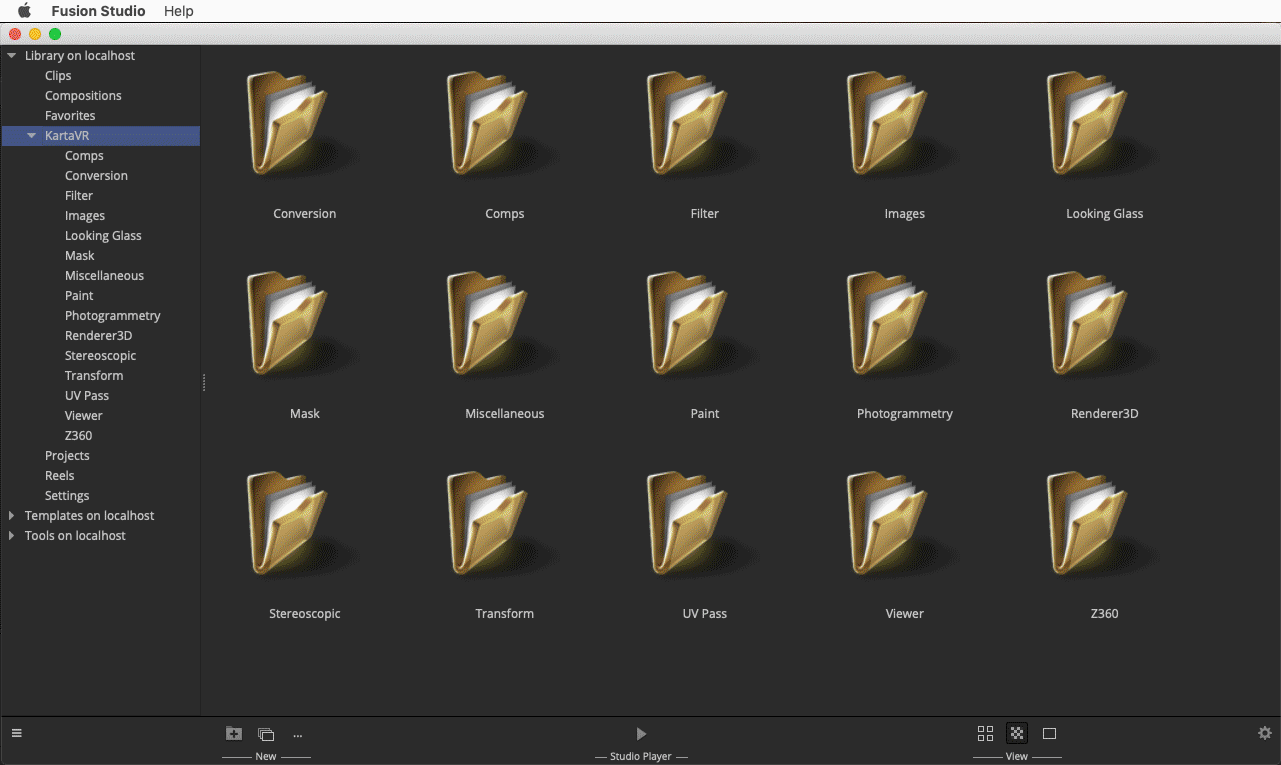 Fusion Studio Help
Library on localhost
Clips
Compositions
Favorites
KartaVR
Comps
Conversion
Filter
Images
Looking Glass
Mask
Miscellaneous
Paint
Photogrammetry
Renderer3D
Stereoscopic
Transform
UV Pass
Viewer
Z360
Projects
Reels
Settings
Templates on localhost
Tools on localhost
Conversion Comps Filter Images Looking Glass
Mask Miscellaneous Paint Photogrammetry Renderer3D
Stereoscopic Transform UV Pass Viewer Z360
...
New Studio Player View